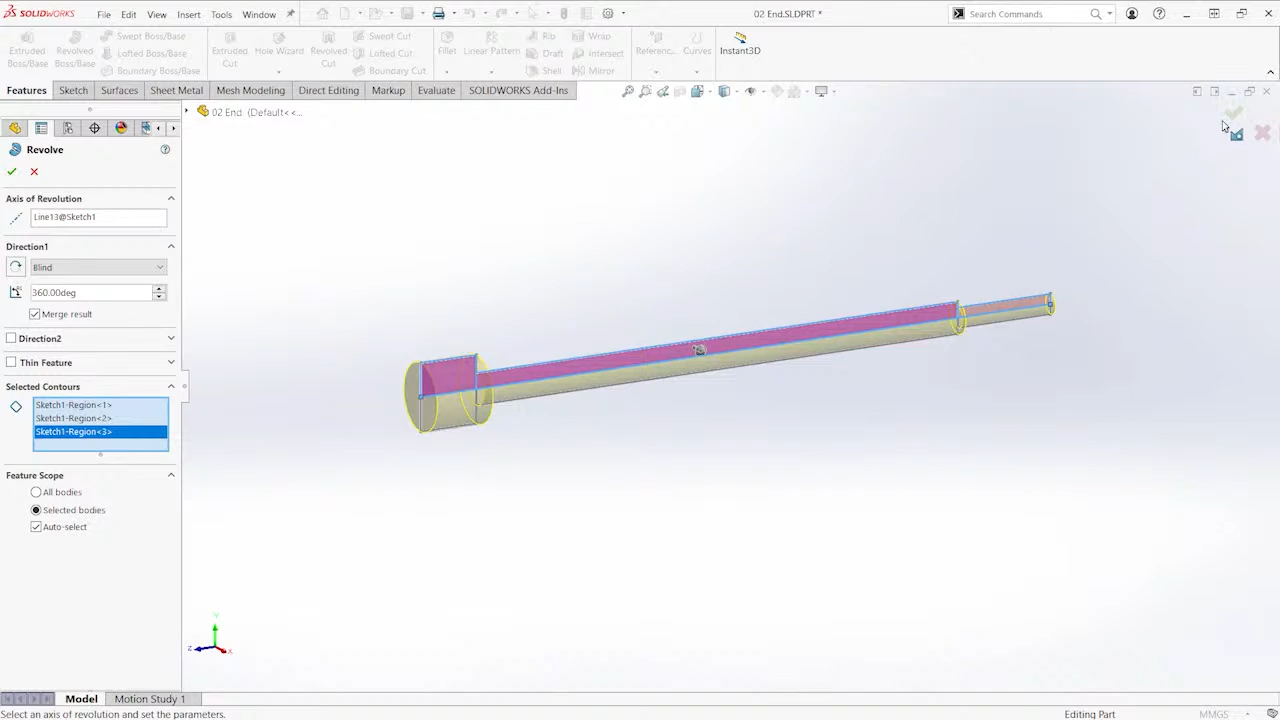 SOLIDWORKS File Edit View Insert Tools Window 02 End.SLDPRT * Search Commands
Extruded Boss/Base
Revolved Boss/Base
Swept Boss/Base
Lofted Boss/Base
Boundary Boss/Base
Extruded Cut
Hole Wizard
Revolved Cut
Swept Cut
Lofted Cut
Boundary Cut
Fillet
Linear Pattern
Rib
Draft
Shell
Wrap
Intersect
Mirror
Referenc...
Curves
Instant3D
Features Sketch Surfaces Sheet Metal Mesh Modeling Direct Editing Markup Evaluate SOLIDWORKS Add-Ins
02 End (Default<<...
Revolve
Axis of Revolution
Line13@Sketch1
Direction1
Blind
360.00deg
Merge result
Direction2
Thin Feature
Selected Contours
Sketch1-Region<1>
Sketch1-Region<2>
Sketch1-Region<3>
Feature Scope
All bodies
Selected bodies
Auto-select
Y
Z
X
Model Motion Study 1
Select an axis of revolution and set the parameters. Editing Part MMGS